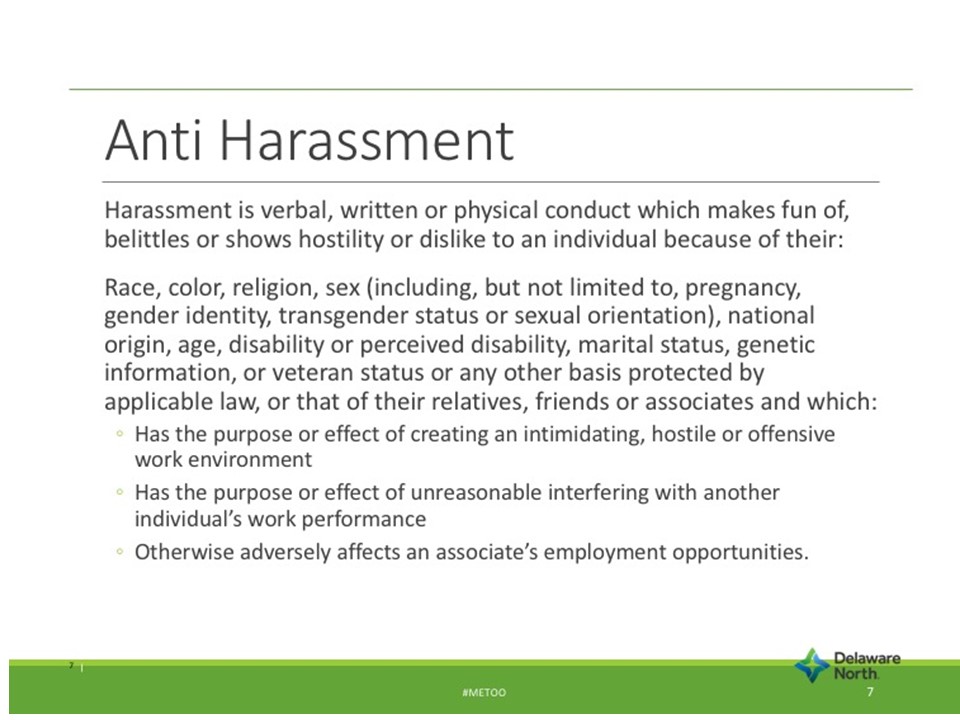 Anti Harassment
Harassment is verbal, written or physical conduct which makes fun of,
belittles or shows hostility or dislike to an individual because of their:
Race, color, religion, sex (including, but not limited to, pregnancy,
gender identity, transgender status or sexual orientation), national
origin, age, disability or perceived disability, marital status, genetic
information, or veteran status or any other basis protected by
applicable law, or that of their relatives, friends or associates and which:
◦ Has the purpose or effect of creating an intimidating, hostile or offensive
work environment
◦ Has the purpose or effect of unreasonable interfering with another
individual's work performance
◦ Otherwise adversely affects an associate's employment opportunities.
7 |
Delaware
North.
#METOO
7